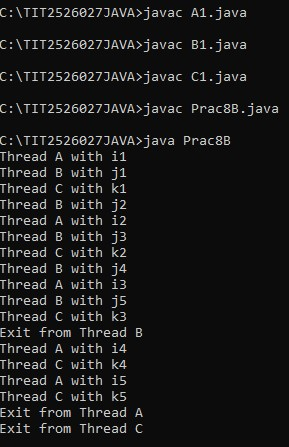 C:\TIT2526027JAVA>javac A1.java
C:\TIT2526027JAVA>javac B1.java
C:\TIT2526027JAVA>javac C1.java
C:\TIT2526027JAVA>javac Prac8B.java
C:\TIT2526027JAVA>java Prac8B
Thread A with i1
Thread B with j1
Thread C with k1
Thread B with j2
Thread A with i2
Thread B with j3
Thread C with k2
Thread B with j4
Thread A with i3
Thread B with j5
Thread C with k3
Exit from Thread B
Thread A with i4
Thread C with k4
Thread A with i5
Thread C with k5
Exit from Thread A
Exit from Thread C